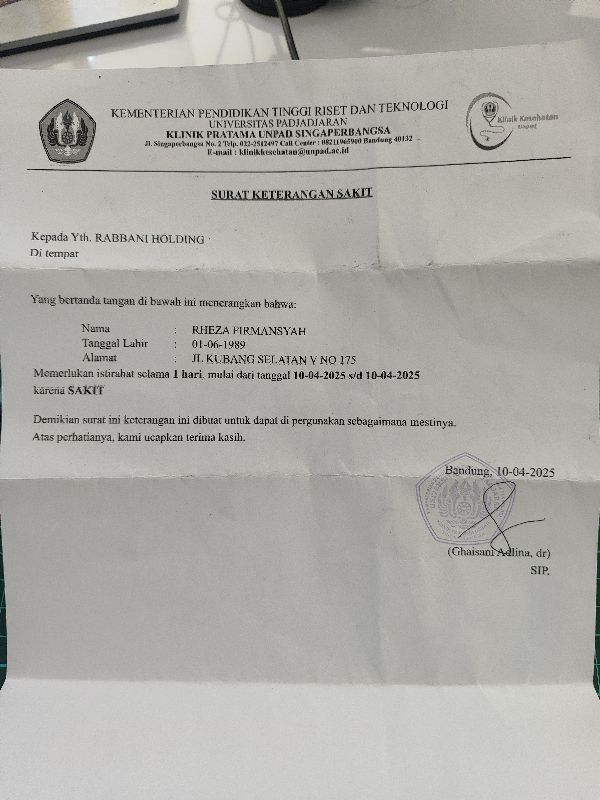 KEMENTERIAN PENDIDIKAN TINGGI RISET DAN TEKNOLOGI
UNIVERSITAS PADJADJARAN
KLINIK PRATAMA UNPAD SINGAPERBANGSA
Jl. Singaperbangsa No. 2 Telp. 022-2512497 Call Center : 08211965900 Bandung 40132
E-mail : klinikkesehatan@unpad.ac.id
Klinik Kesehatan
Unpad
SURAT KETERANGAN SAKIT
Kepada Yth. RABBANI HOLDING
Di tempat
Yang bertanda tangan di bawah ini menerangkan bahwa:
Nama : RHEZA FIRMANSYAH
Tanggal Lahir : 01-06-1989
Alamat : JL KUBANG SELATAN V NO 175
Memerlukan istirahat selama 1 hari, mulai dari tanggal 10-04-2025 s/d 10-04-2025
karena SAKIT
Demikian surat ini keterangan ini dibuat untuk dapat di pergunakan sebagaimana mestinya.
Atas perhatianya, kami ucapkan terima kasih.
Bandung, 10-04-2025
(Ghaisani Adlina, dr)
SIP.